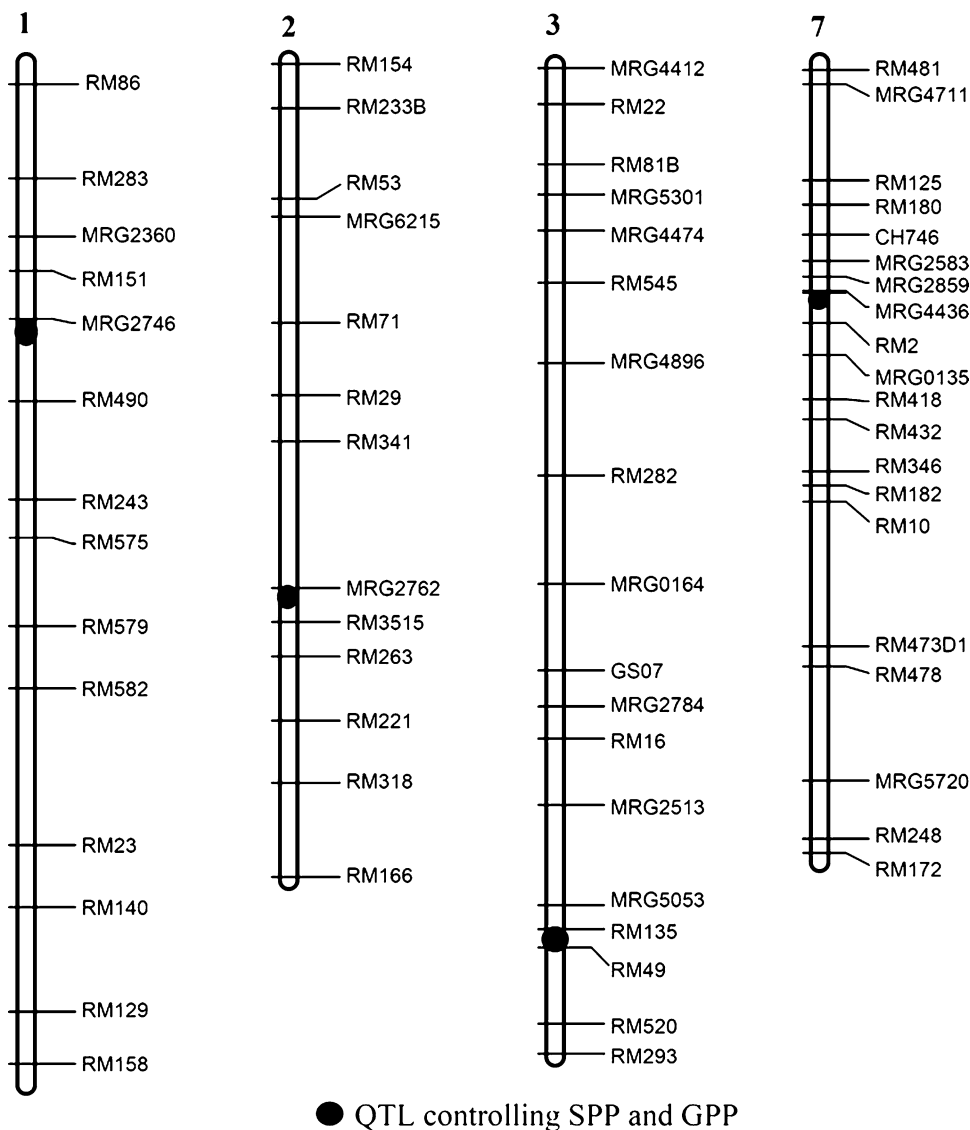 1
RM86
RM283
MRG2360
RM151
MRG2746
RM490
RM243
RM575
RM579
RM582
RM23
RM140
RM129
RM158
2
RM154
RM233B
RM53
MRG6215
RM71
RM29
RM341
MRG2762
RM3515
RM263
RM221
RM318
RM166
3
MRG4412
RM22
RM81B
MRG5301
MRG4474
RM545
MRG4896
RM282
MRG0164
GS07
MRG2784
RM16
MRG2513
MRG5053
RM135
RM49
RM520
RM293
7
RM481
MRG4711
RM125
RM180
CH746
MRG2583
MRG2859
MRG4436
RM2
MRG0135
RM418
RM432
RM346
RM182
RM10
RM473D1
RM478
MRG5720
RM248
RM172
QTL controlling SPP and GPP